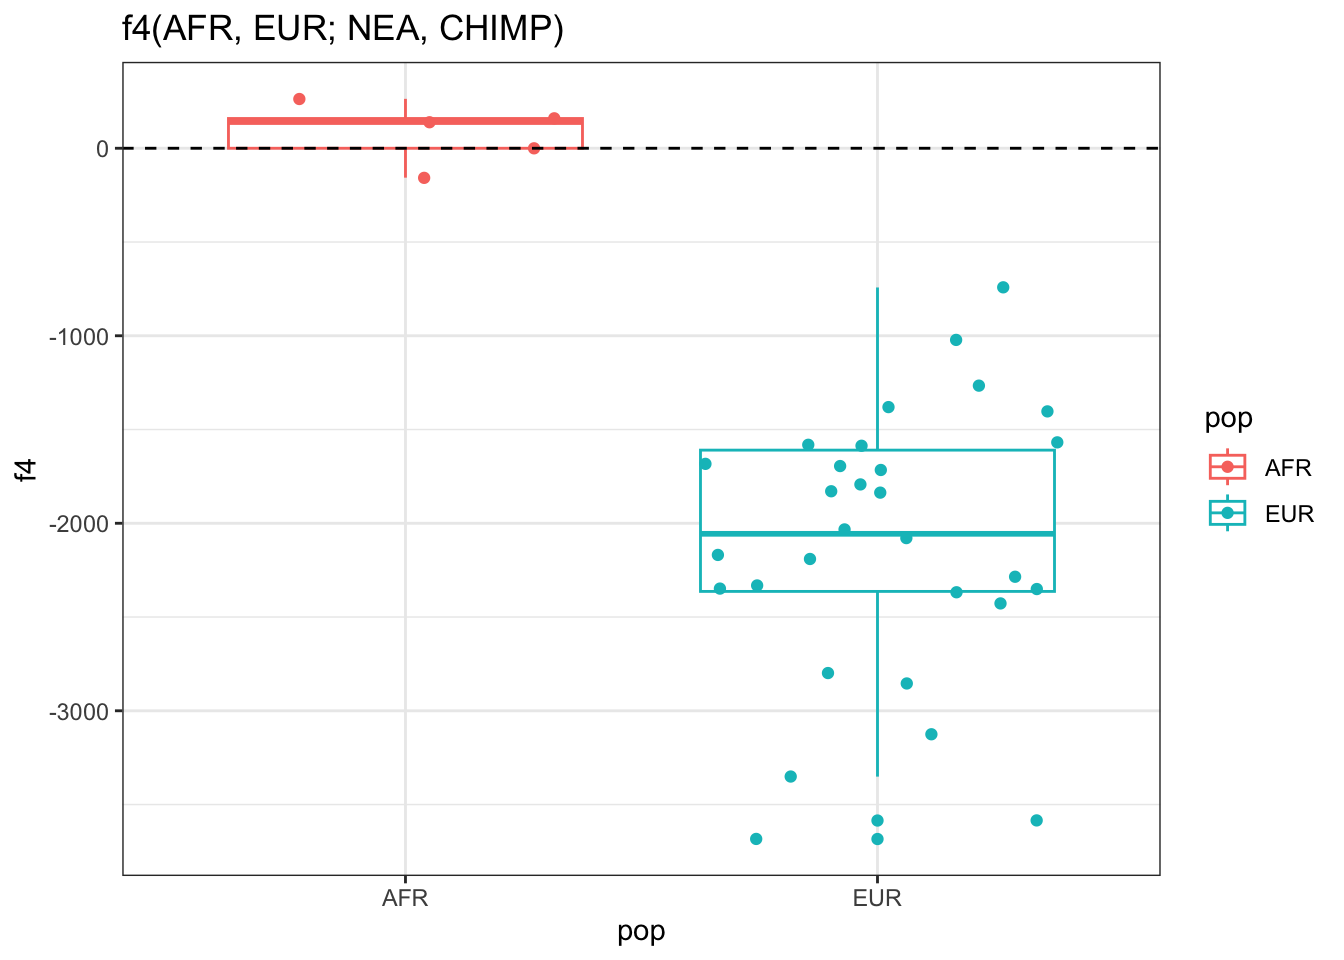 f4(AFR, EUR; NEA, CHIMP)
0
-1000
-2000
-3000
f4
AFR
EUR
pop
pop
AFR
EUR